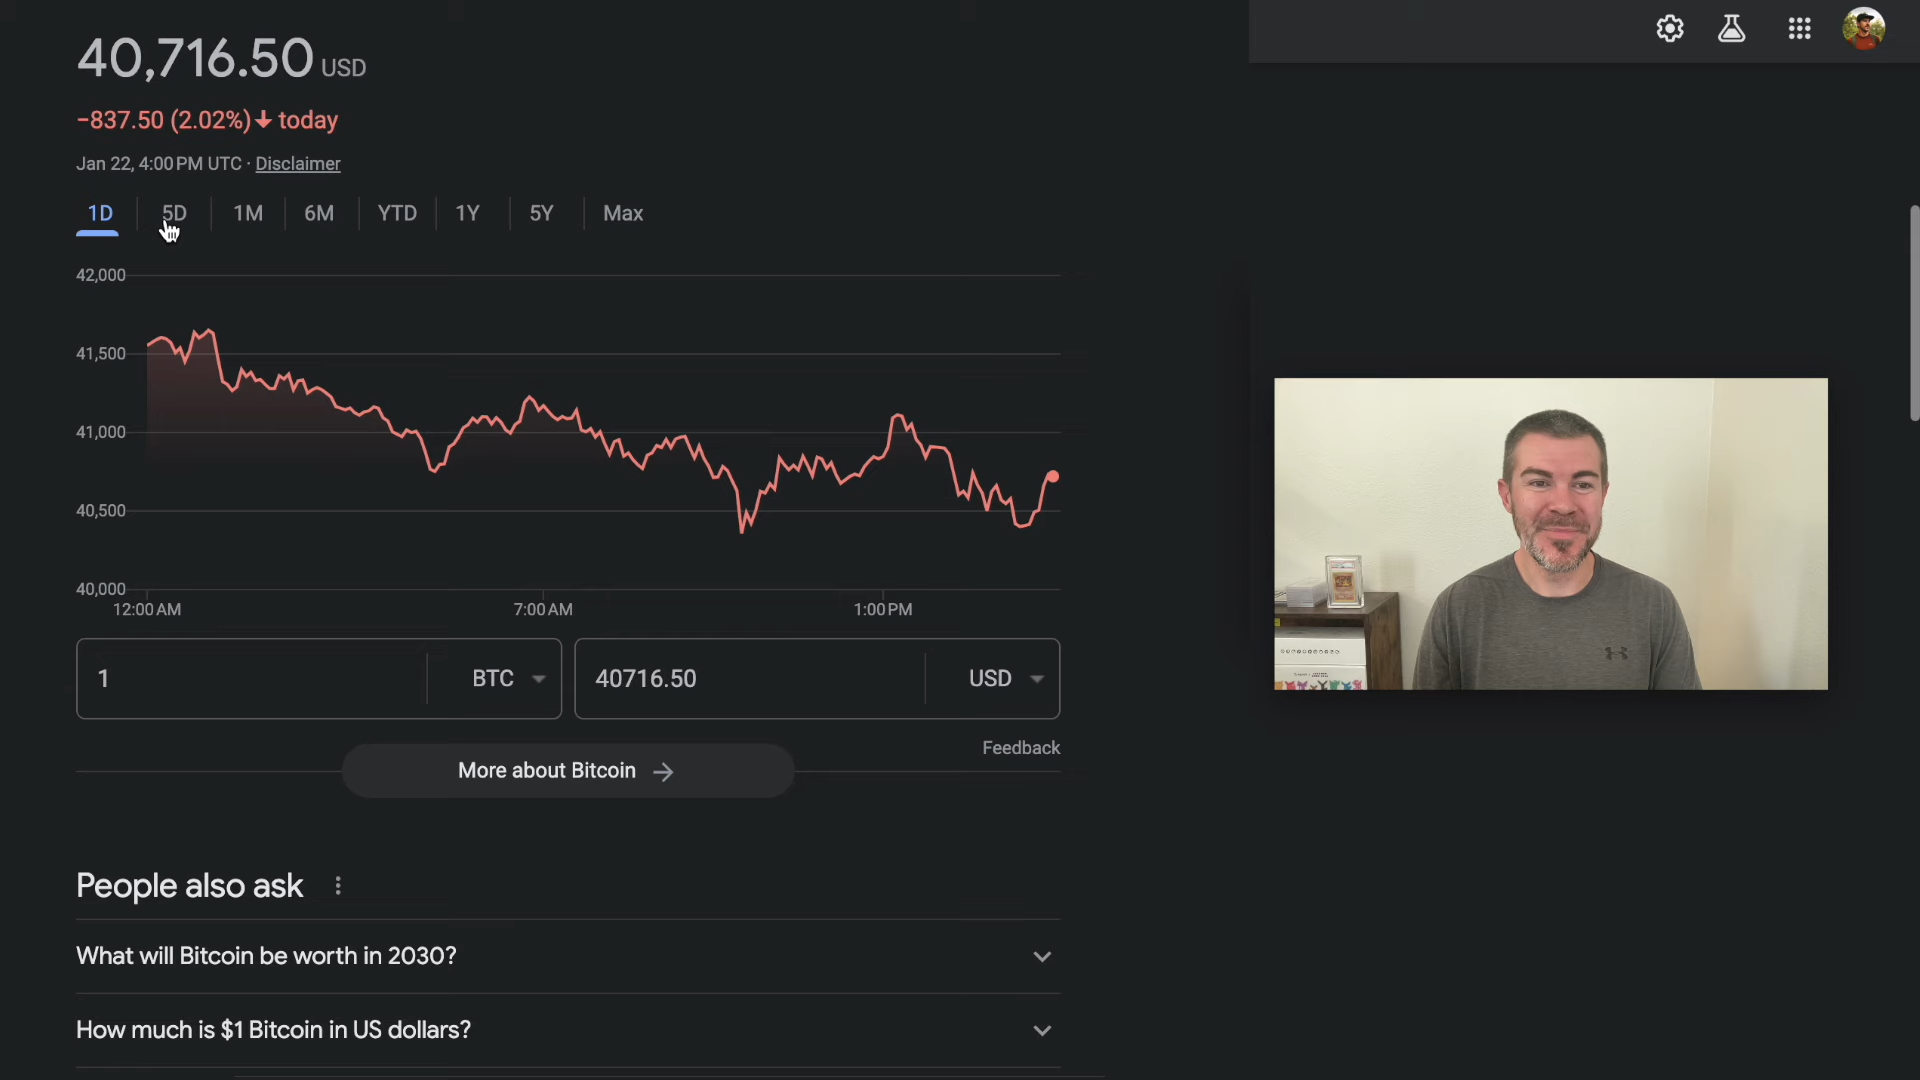 40,716.50 USD
−837.50 (2.02%) today
Jan 22, 4:00 PM UTC · Disclaimer
1D 5D 1M 6M YTD 1Y 5Y Max
42,000
41,500
41,000
40,500
40,000
12:00 AM 7:00 AM 1:00 PM
1 BTC 40716.50 USD
Feedback
More about Bitcoin
People also ask
What will Bitcoin be worth in 2030?
How much is $1 Bitcoin in US dollars?